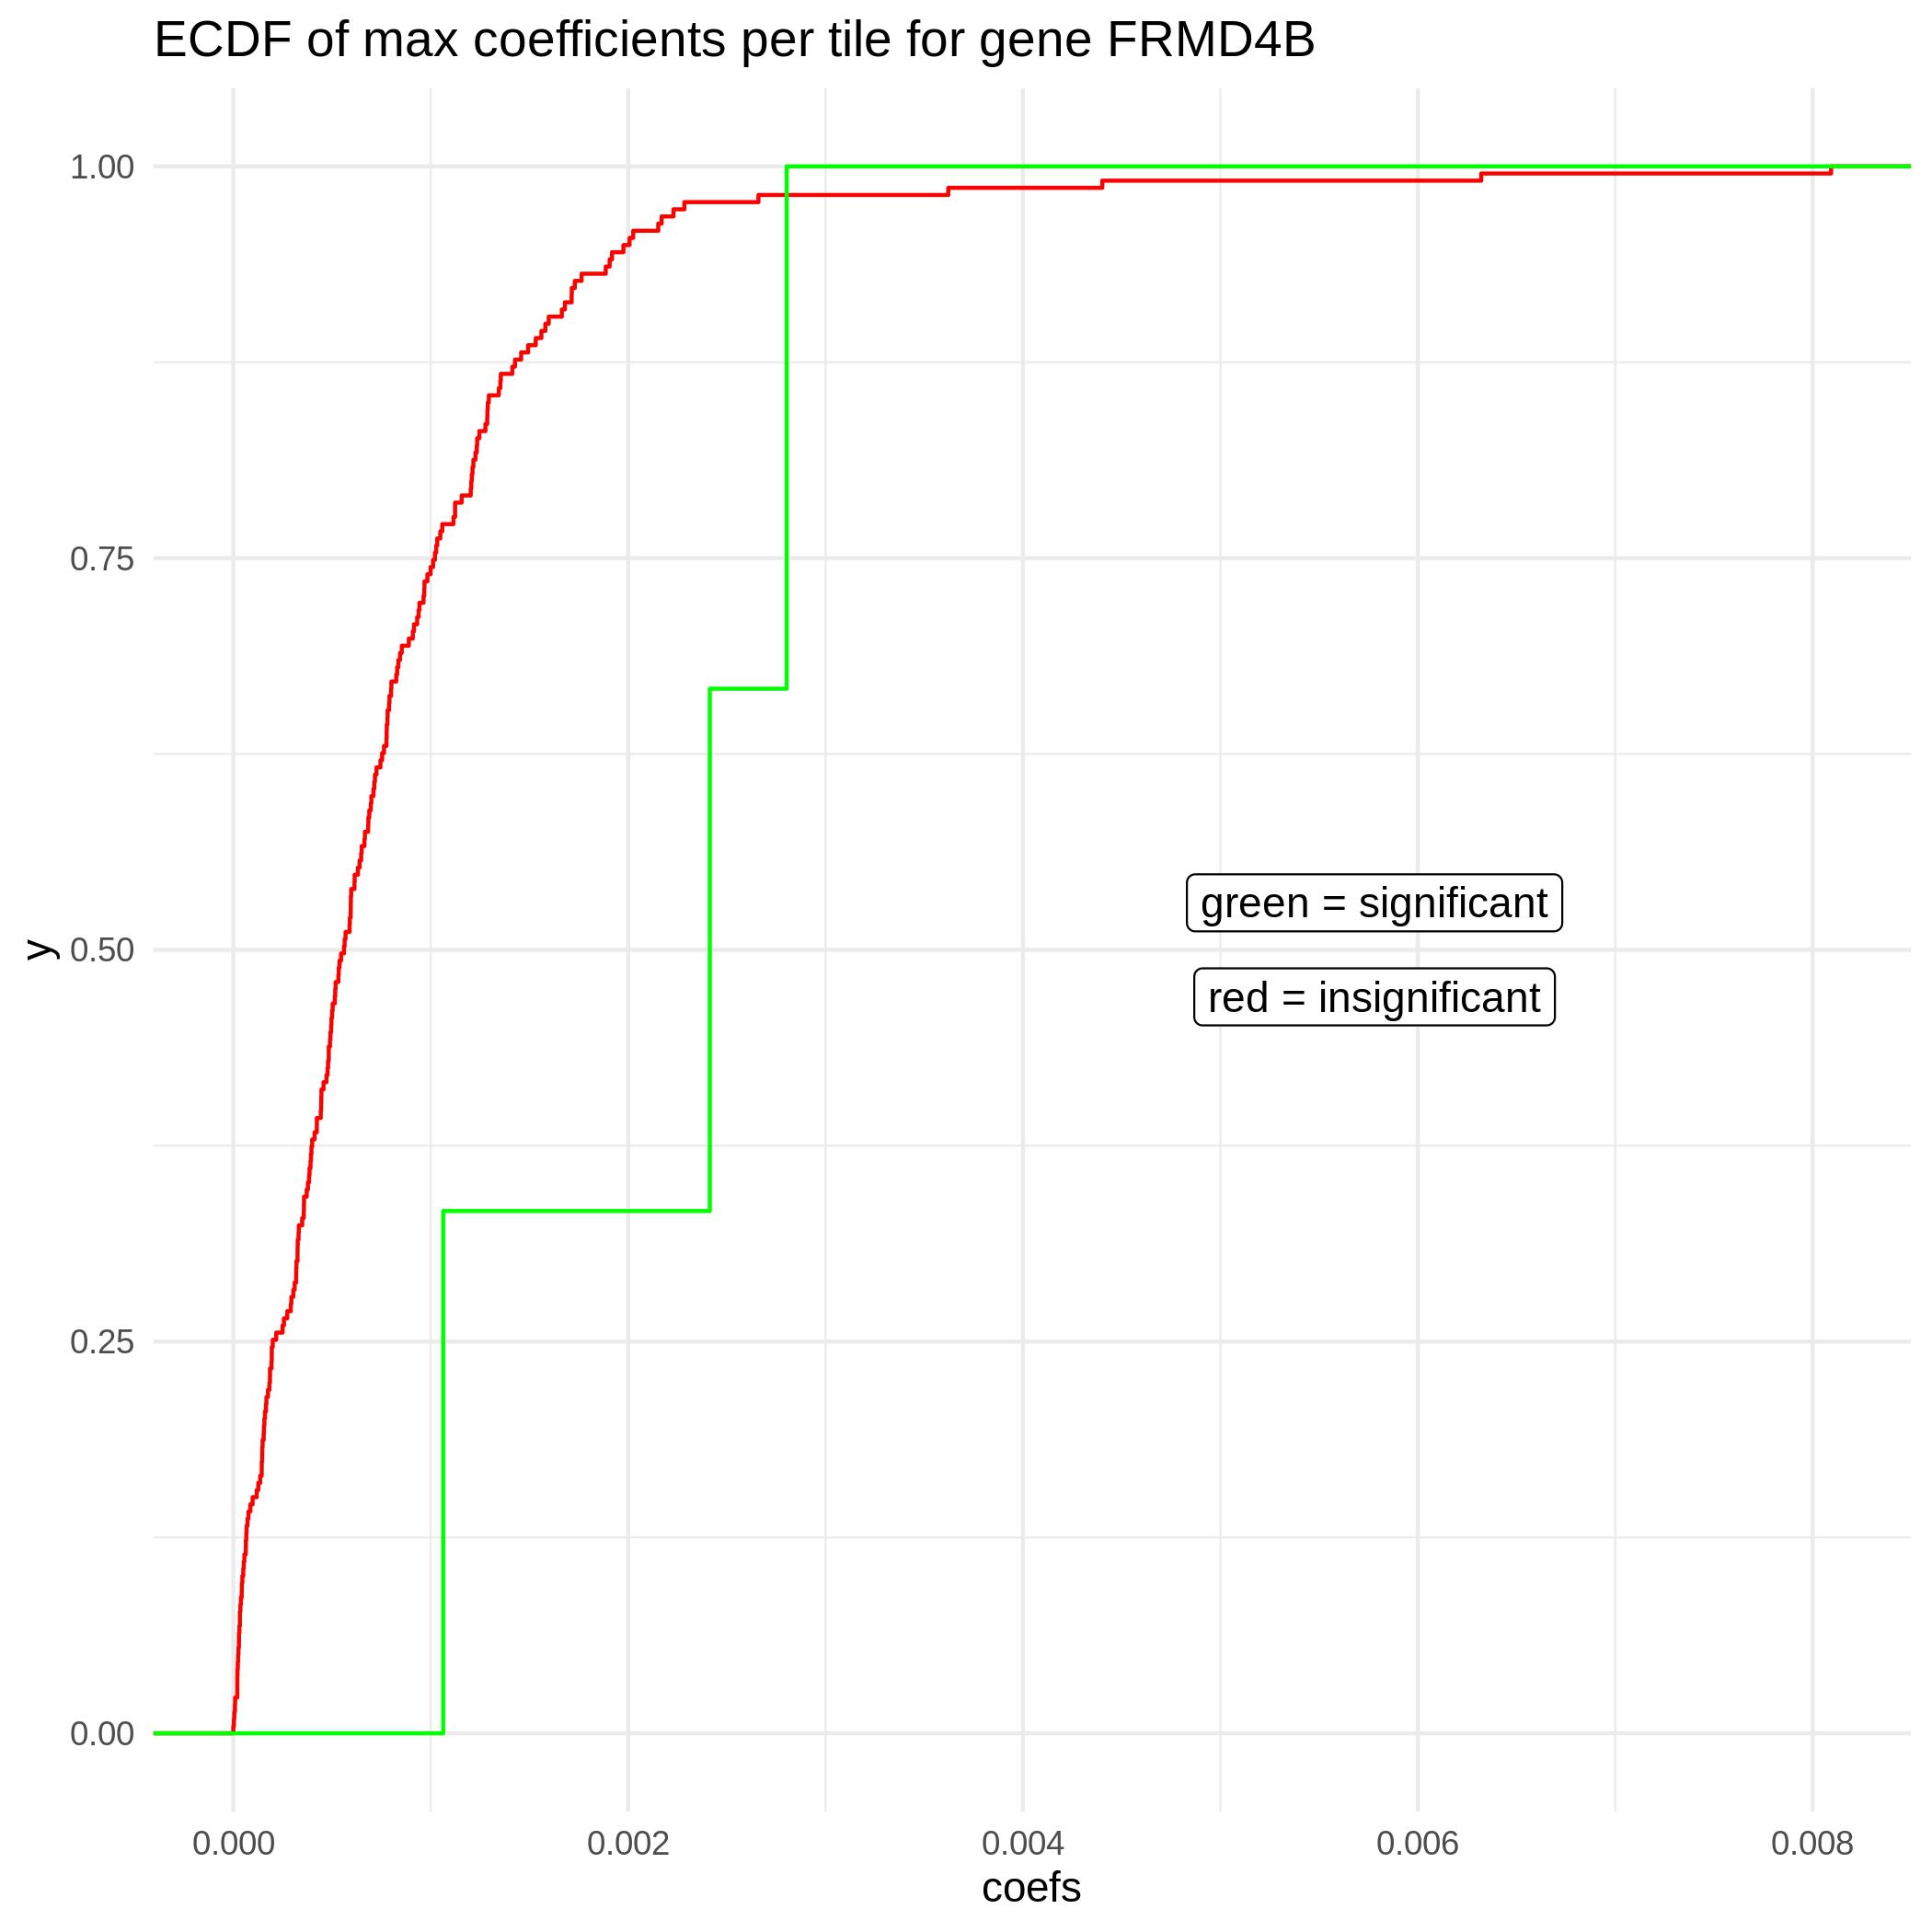 ECDF of max coefficients per tile for gene FRMD4B
1.00
0.75
0.50
0.25
0.00
y
green = significant
red = insignificant
0.000 0.002 0.004 0.006 0.008
coefs